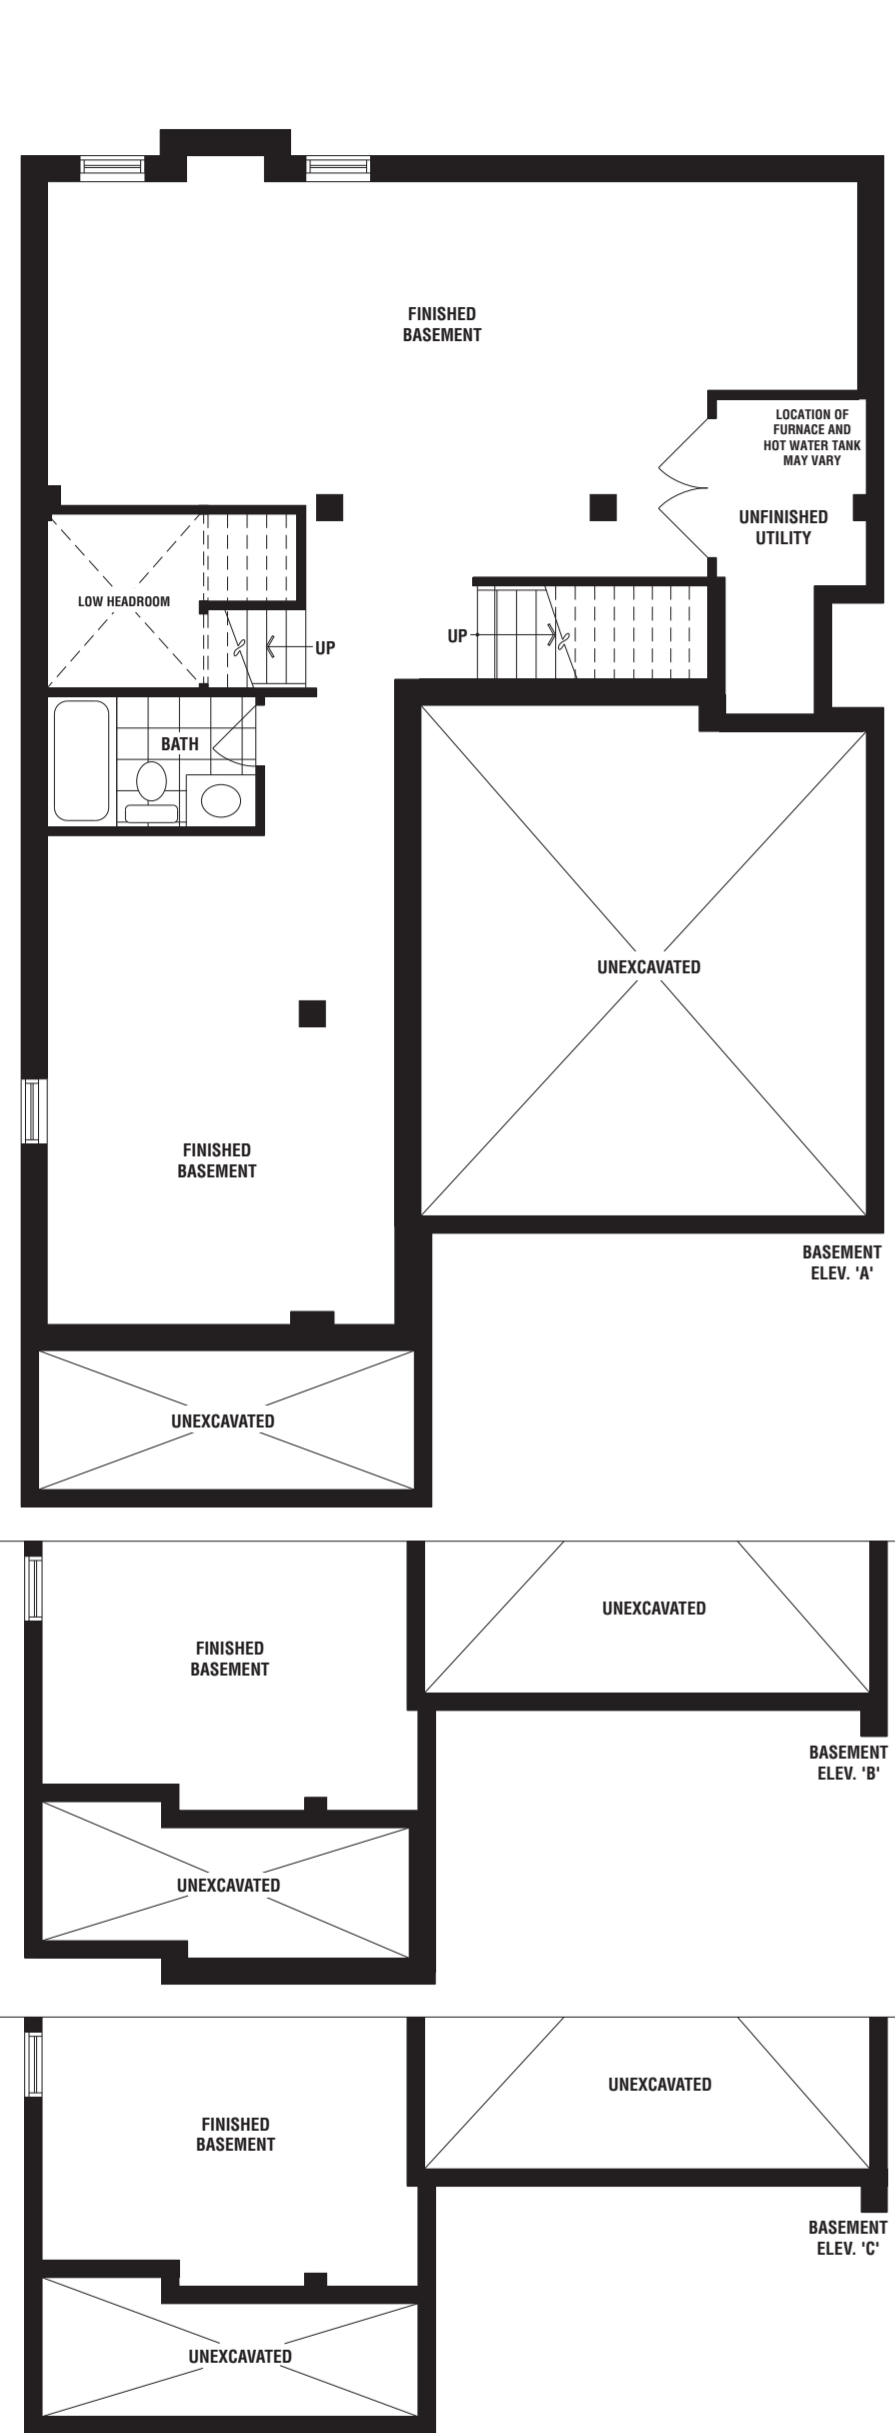 FINISHED
BASEMENT
LOCATION OF
FURNACE AND
HOT WATER TANK
MAY VARY
UNFINISHED
UTILITY
LOW HEADROOM
UP
UP
BATH
UNEXCAVATED
FINISHED
BASEMENT
BASEMENT
ELEV. 'A'
UNEXCAVATED
UNEXCAVATED
FINISHED
BASEMENT
BASEMENT
ELEV. 'B'
UNEXCAVATED
UNEXCAVATED
FINISHED
BASEMENT
BASEMENT
ELEV. 'C'
UNEXCAVATED